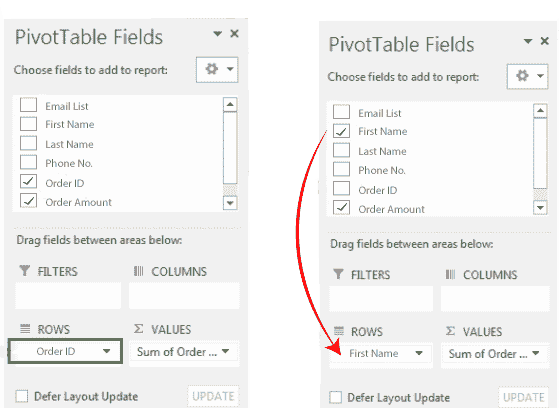 PivotTable Fields
Choose fields to add to report:
Email List
First Name
Last Name
Phone No.
Order ID
Order Amount
Drag fields between areas below:
FILTERS
COLUMNS
ROWS
Σ VALUES
Order ID
Sum of Order ...
Defer Layout Update
UPDATE
PivotTable Fields
Choose fields to add to report:
Email List
First Name
Last Name
Phone No.
Order ID
Order Amount
Drag fields between areas below:
FILTERS
COLUMNS
ROWS
Σ VALUES
First Name
Sum of Order ...
Defer Layout Update
UPDATE